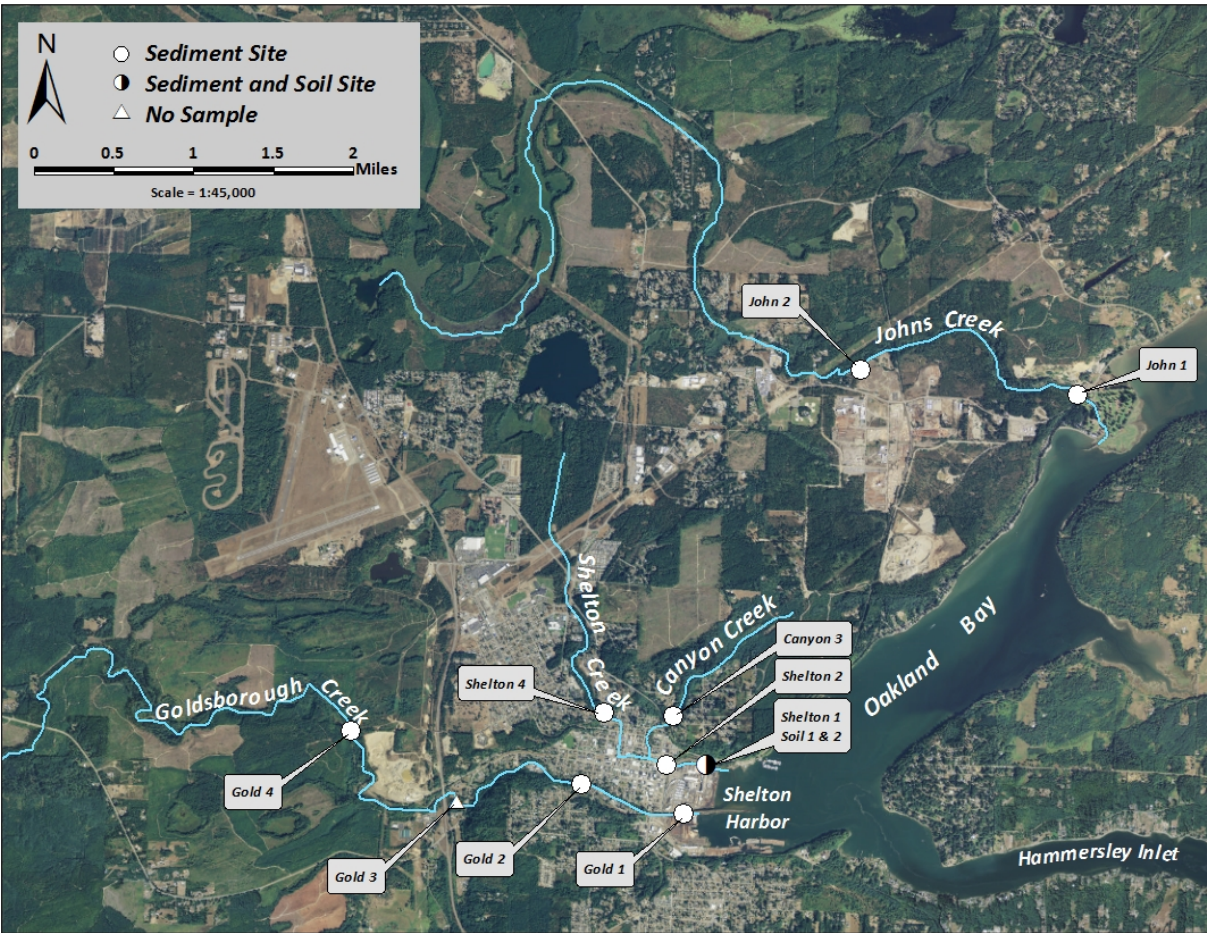 N
Sediment Site
Sediment and Soil Site
No Sample
0 0.5 1 1.5 2
Miles
Scale = 1:45,000
John 2
Johns Creek
John 1
Shelton
Creek
Canyon Creek
Canyon 3
Shelton 2
Shelton 4
Shelton 1
Soil 1 & 2
Oakland Bay
Goldsborough
Creek
Gold 4
Gold 3
Gold 2
Gold 1
Shelton
Harbor
Hammersley Inlet